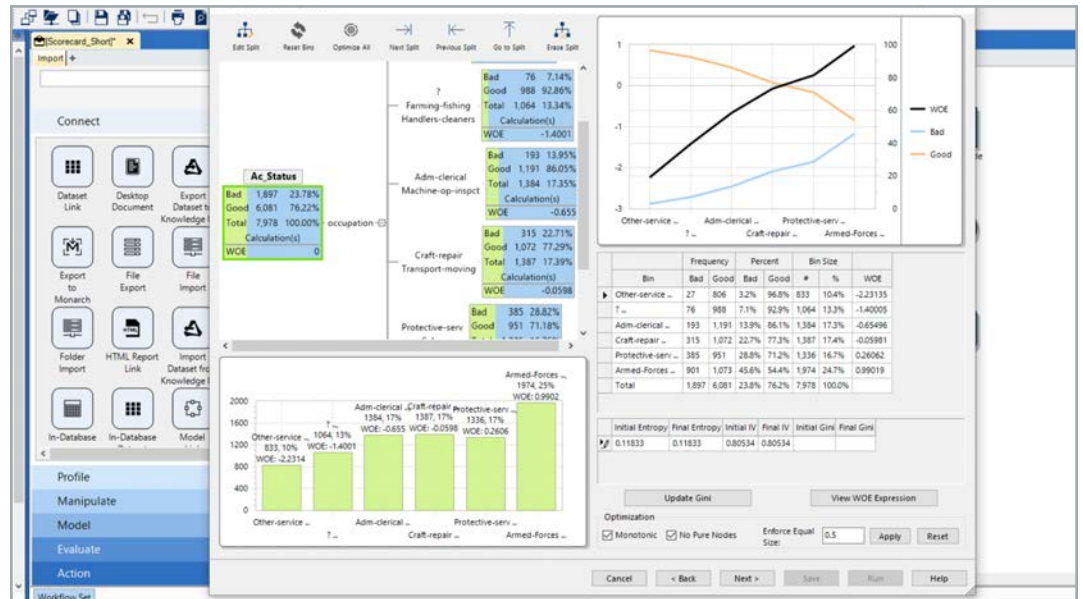 [Scorecard_Short]*
Import +
Connect
Dataset Link
Desktop Document
Export Dataset to Knowledge
Export to Monarch
File Export
File Import
Folder Import
HTML Report Link
Import Dataset fro Knowledge
In-Database
In-Database
Model
Profile
Manipulate
Model
Evaluate
Action
Workflow Set
Edit Split
Reset Bins
Optimize All
Next Split
Previous Split
Go to Split
Erase Split
Ac_Status
Bad 1,897 23.78%
Good 6,081 76.22%
Total 7,978 100.00%
Calculation(s)
WOE 0
occupation
?
Farming-fishing
Handlers-cleaners
Bad 76 7.14%
Good 988 92.86%
Total 1,064 13.34%
Calculation(s)
WOE -1.4001
Adm-clerical
Machine-op-inspct
Bad 193 13.95%
Good 1,191 86.05%
Total 1,384 17.35%
Calculation(s)
WOE -0.655
Craft-repair
Transport-moving
Bad 315 22.71%
Good 1,072 77.29%
Total 1,387 17.39%
Calculation(s)
WOE -0.0598
Protective-serv
Bad 385 28.82%
Good 951 71.18%
2000
1600
1200
800
400
0
Other-service ...
833, 10%
WOE: -2.2314
? ...
1064, 13%
WOE: -1.4001
Adm-clerical ...
1384, 17%
WOE: -0.655
Craft-repair ...
1387, 17%
WOE: -0.0598
Protective-serv ...
1336, 17%
WOE: 0.2606
Armed-Forces ...
1974, 25%
WOE: 0.9902
Other-service ...
? ...
Adm-clerical ...
Craft-repair ...
Protective-serv ...
Armed-Forces ...
1
0
-1
-2
-3
100
80
60
40
20
0
WOE
Bad
Good
Other-service ...
? ...
Adm-clerical ...
Craft-repair ...
Protective-serv ...
Armed-Forces ...
Frequency Percent Bin Size
Bin Bad Good Bad Good # % WOE
Other-service ... 27 806 3.2% 96.8% 833 10.4% -2.23135
? ... 76 988 7.1% 92.9% 1,064 13.3% -1.40005
Adm-clerical ... 193 1,191 13.9% 86.1% 1,384 17.3% -0.65496
Craft-repair ... 315 1,072 22.7% 77.3% 1,387 17.4% -0.05981
Protective-serv ... 385 951 28.8% 71.2% 1,336 16.7% 0.26062
Armed-Forces ... 901 1,073 45.6% 54.4% 1,974 24.7% 0.99019
Total 1,897 6,081 23.8% 76.2% 7,978 100.0%
Initial Entropy Final Entropy Initial IV Final IV Initial Gini Final Gini
0.11833 0.11833 0.80534 0.80534
Update Gini
View WOE Expression
Optimization
Monotonic
No Pure Nodes
Enforce Equal Size:
0.5
Apply
Reset
Cancel
< Back
Next >
Save
Run
Help